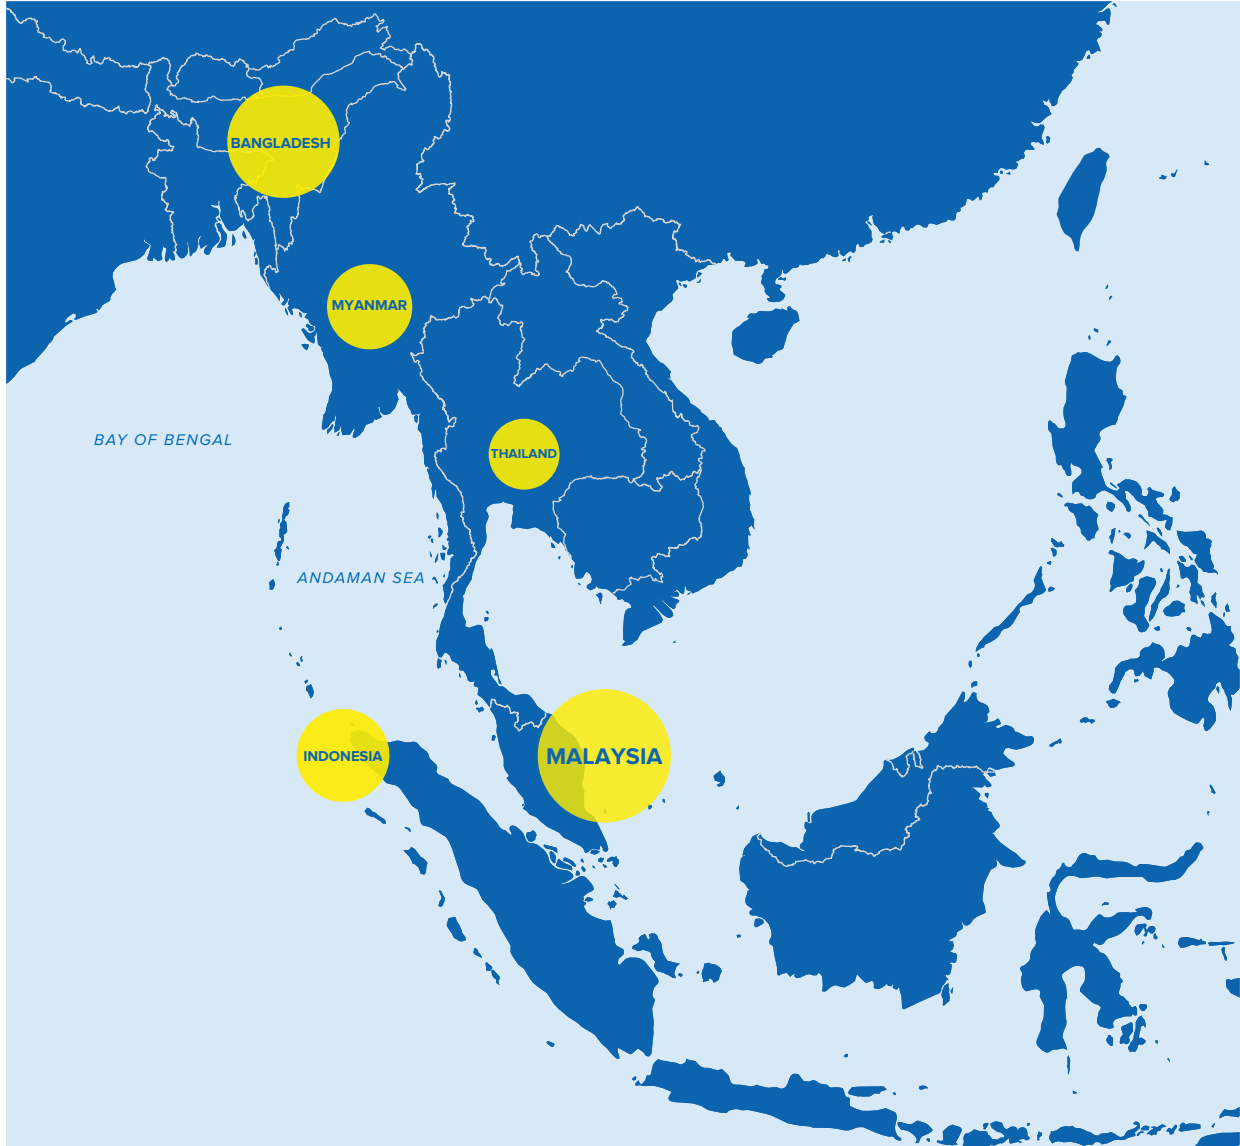 BANGLADESH
MYANMAR
BAY OF BENGAL
THAILAND
ANDAMAN SEA
INDONESIA
MALAYSIA